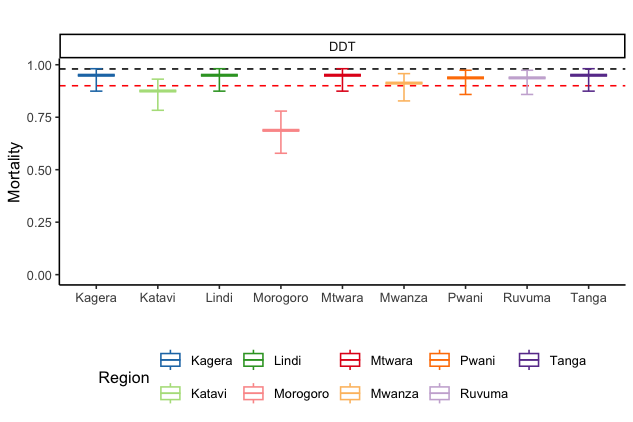 DDT
1.00
0.75
0.50
0.25
0.00
Mortality
Kagera Katavi Lindi Morogoro Mtwara Mwanza Pwani Ruvuma Tanga
Region
Kagera Lindi Mtwara Pwani Tanga
Katavi Morogoro Mwanza Ruvuma